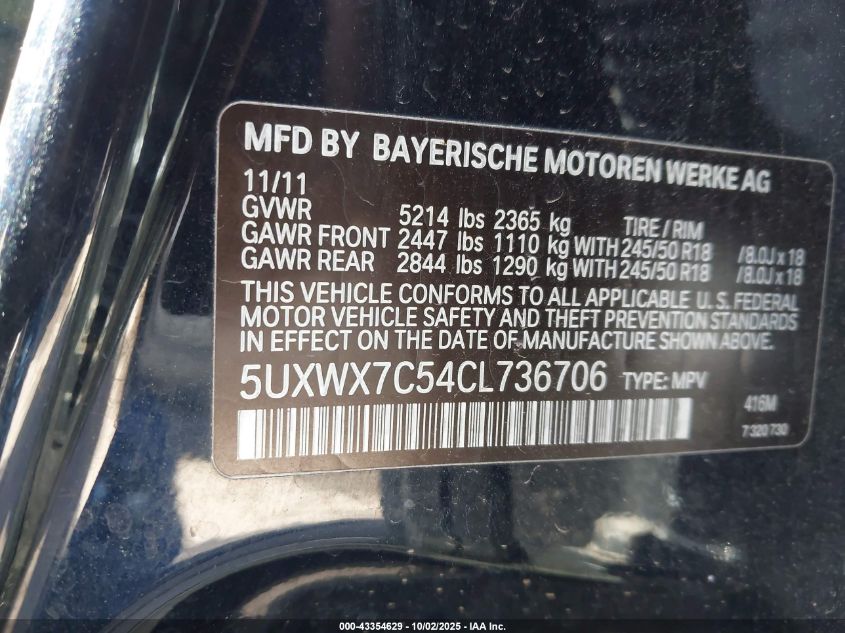 MFD BY BAYERISCHE MOTOREN WERKE AG
11/11
GVWR 5214 lbs 2365 kg TIRE / RIM
GAWR FRONT 2447 lbs 1110 kg WITH 245/50 R18 /8.0J x 18
GAWR REAR 2844 lbs 1290 kg WITH 245/50 R18 /8.0J x 18
THIS VEHICLE CONFORMS TO ALL APPLICABLE U.S. FEDERAL
MOTOR VEHICLE SAFETY AND THEFT PREVENTION STANDARDS
IN EFFECT ON THE DATE OF MANUFACTURE SHOWN ABOVE.
5UXWX7C54CL736706 TYPE: MPV
416M
7 320 730
000-43354629 - 10/02/2025 - IAA Inc.